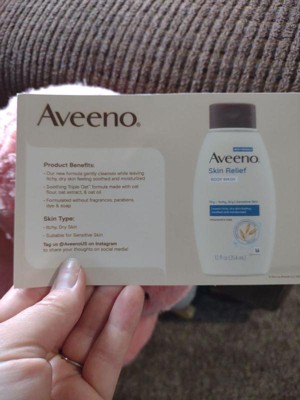 Aveeno.
Product Benefits:
- Our new formula gently cleanses while leaving
itchy, dry skin feeling soothed and moisturised.
- Soothing Triple Oat™ formula made with oat
flour, oat extract & oat oil
- Formulated without fragrances, parabens,
dye & soap
Skin Type:
- Itchy, Dry Skin
- Suitable for Sensitive Skin
Tag us @AveenoUS on Instagram
to share your thoughts on social media.
Aveeno
Skin Relief
BODY WASH